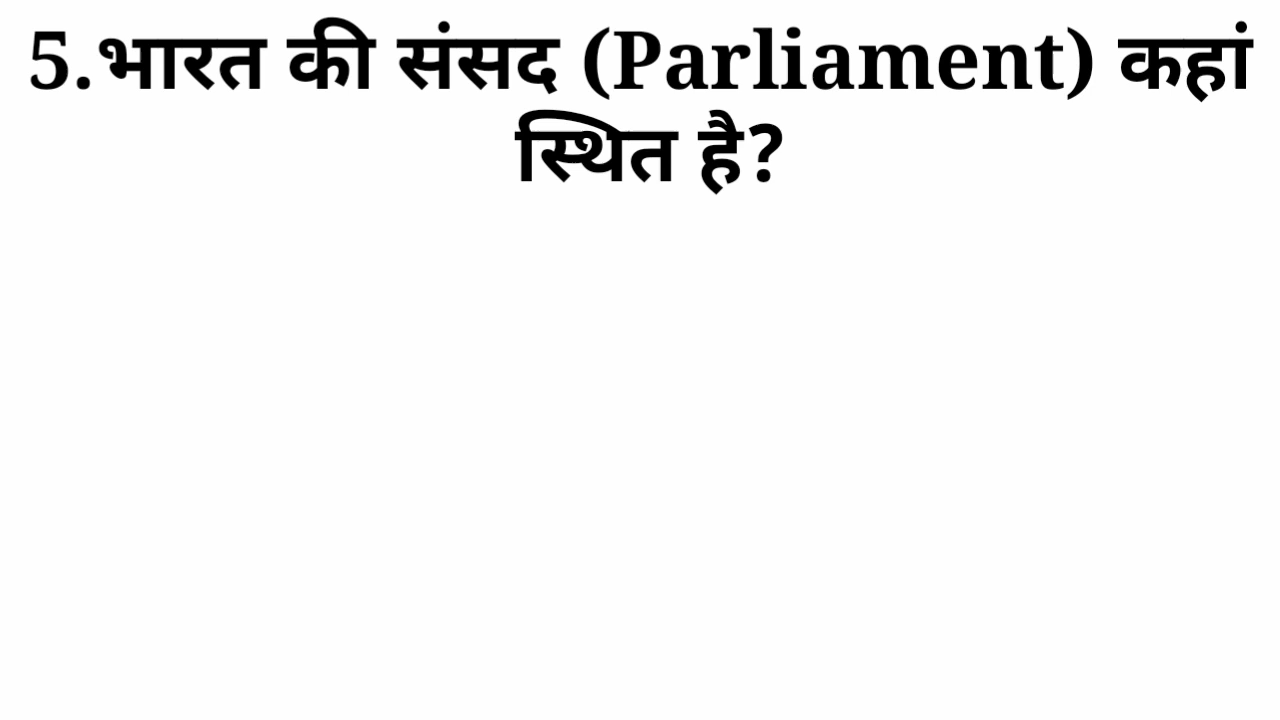 5.भारत की संसद (Parliament) कहां
स्थित है?